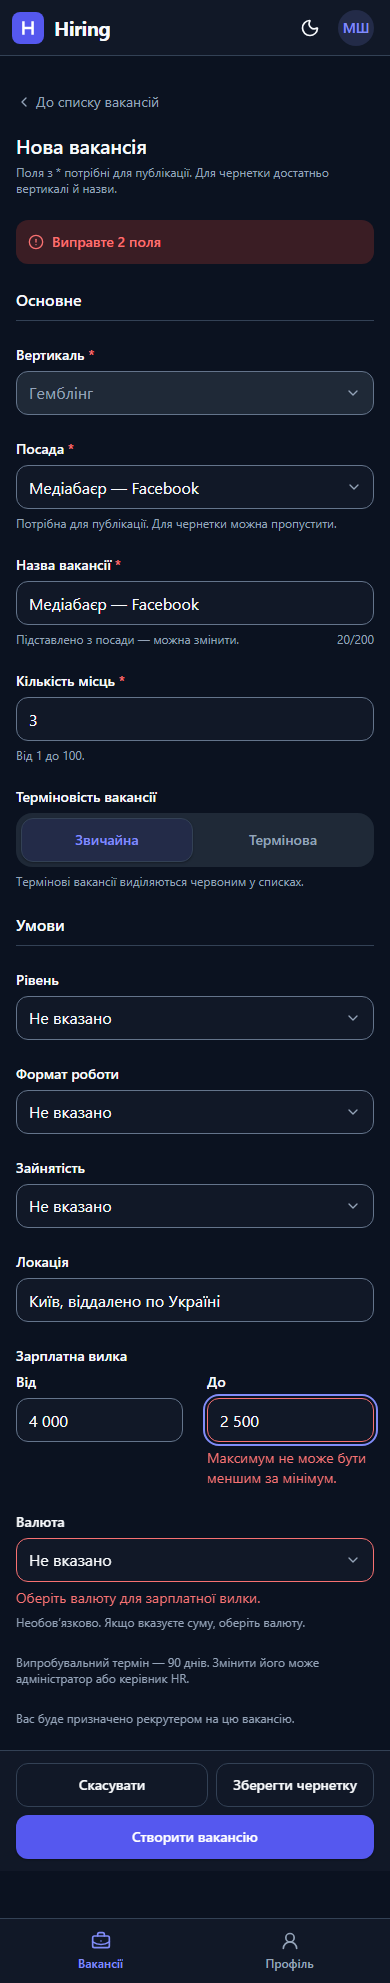 H Hiring МШ
До списку вакансій
Нова вакансія
Поля з * потрібні для публікації. Для чернетки достатньо
вертикалі й назви.
Виправте 2 поля
Основне
Вертикаль *
Гемблінг
Посада *
Медіабаєр — Facebook
Потрібна для публікації. Для чернетки можна пропустити.
Назва вакансії *
Медіабаєр — Facebook
Підставлено з посади — можна змінити. 20/200
Кількість місць *
3
Від 1 до 100.
Терміновість вакансії
Звичайна Термінова
Термінові вакансії виділяються червоним у списках.
Умови
Рівень
Не вказано
Формат роботи
Не вказано
Зайнятість
Не вказано
Локація
Київ, віддалено по Україні
Зарплатна вилка
Від До
4 000 2 500
Максимум не може бути
меншим за мінімум.
Валюта
Не вказано
Оберіть валюту для зарплатної вилки.
Необов'язково. Якщо вказуєте суму, оберіть валюту.
Випробувальний термін — 90 днів. Змінити його може
адміністратор або керівник HR.
Вас буде призначено рекрутером на цю вакансію.
Скасувати Зберегти чернетку
Створити вакансію
Вакансії Профіль